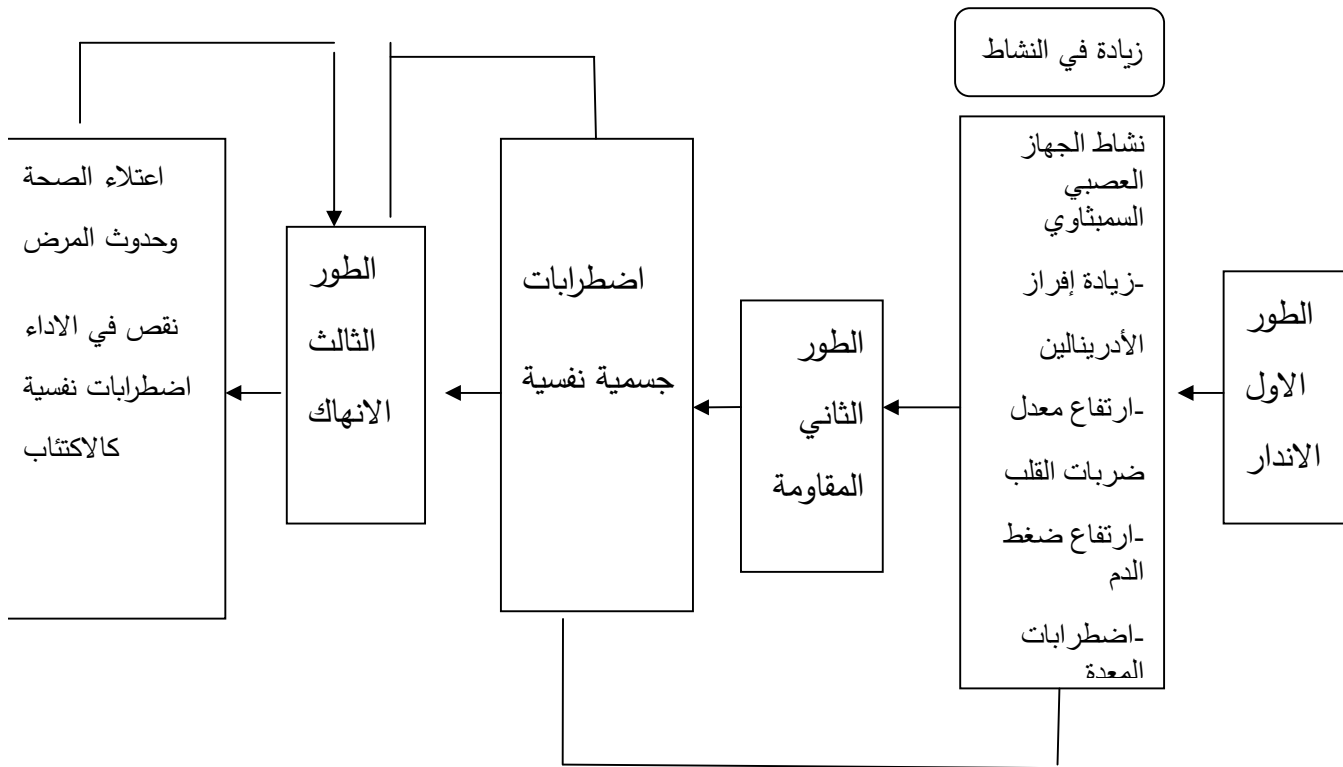 زيادة في النشاط
الطور
الاول
الاندار
نشاط الجهاز
العصبي
السمبثاوي
-زيادة إفراز
الأدرينالين
-ارتفاع معدل
ضربات القلب
-ارتفاع ضغط
الدم
-اضطرابات
المعدة
الطور
الثاني
المقاومة
اضطرابات
جسمية نفسية
الطور
الثالث
الانهاك
اعتلاء الصحة
وحدوث المرض
نقص في الاداء
اضطرابات نفسية
كالاكتئاب